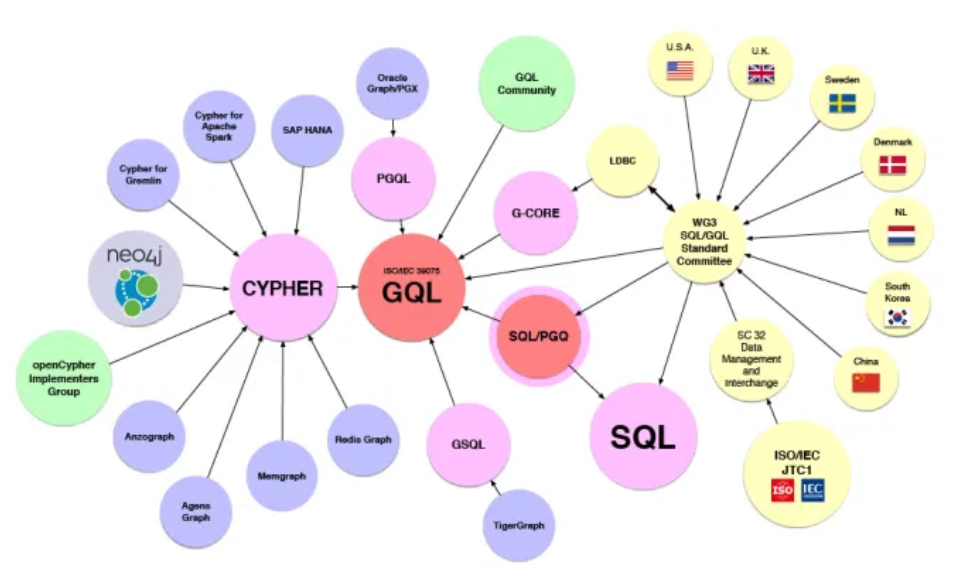 U.S.A.
U.K.
Sweden
Denmark
NL
South
Korea
China
Oracle
Graph/PGX
GQL
Community
Cypher for
Apache
Spark
SAP HANA
Cypher for
Gremlin
PGQL
LDBC
G-CORE
WG3
SQL/GQL
Standard
Committee
neo4j
CYPHER
ISO/IEC 39075
GQL
SQL/PGQ
SC 32
Data
Management
and
Interchange
openCypher
Implementers
Group
Anzograph
Agens
Graph
Memgraph
Redis Graph
GSQL
SQL
TigerGraph
ISO/IEC
JTC1
ISO
IEC